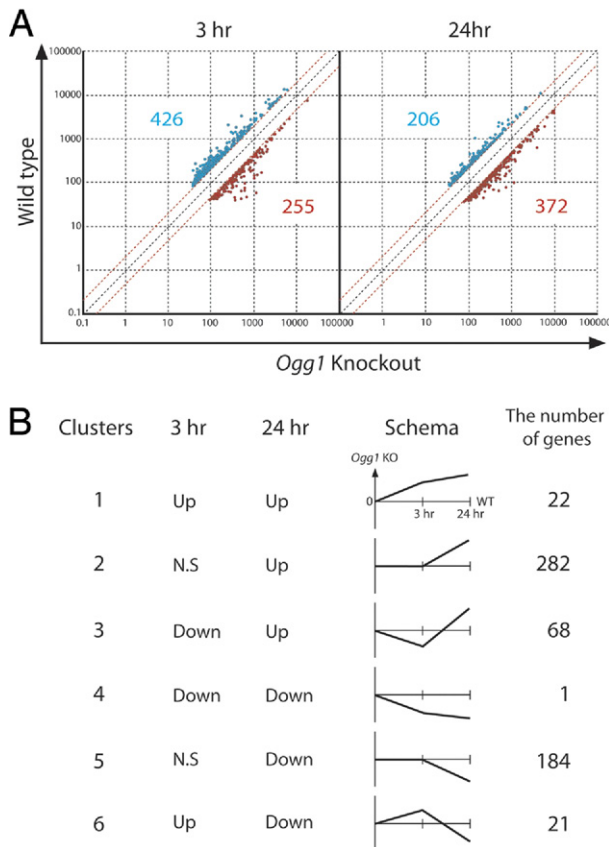 A
3 hr
24hr
100000
10000
1000
100
10
1
0.1
426
255
206
372
0.1 1 10 100 1000 10000 100000
1 10 100 1000 10000 100000
Wild type
Ogg1 Knockout
B
Clusters 3 hr 24 hr Schema The number of genes
Ogg1 KO
0 WT
3 hr 24 hr
1 Up Up 22
2 N.S Up 282
3 Down Up 68
4 Down Down 1
5 N.S Down 184
6 Up Down 21